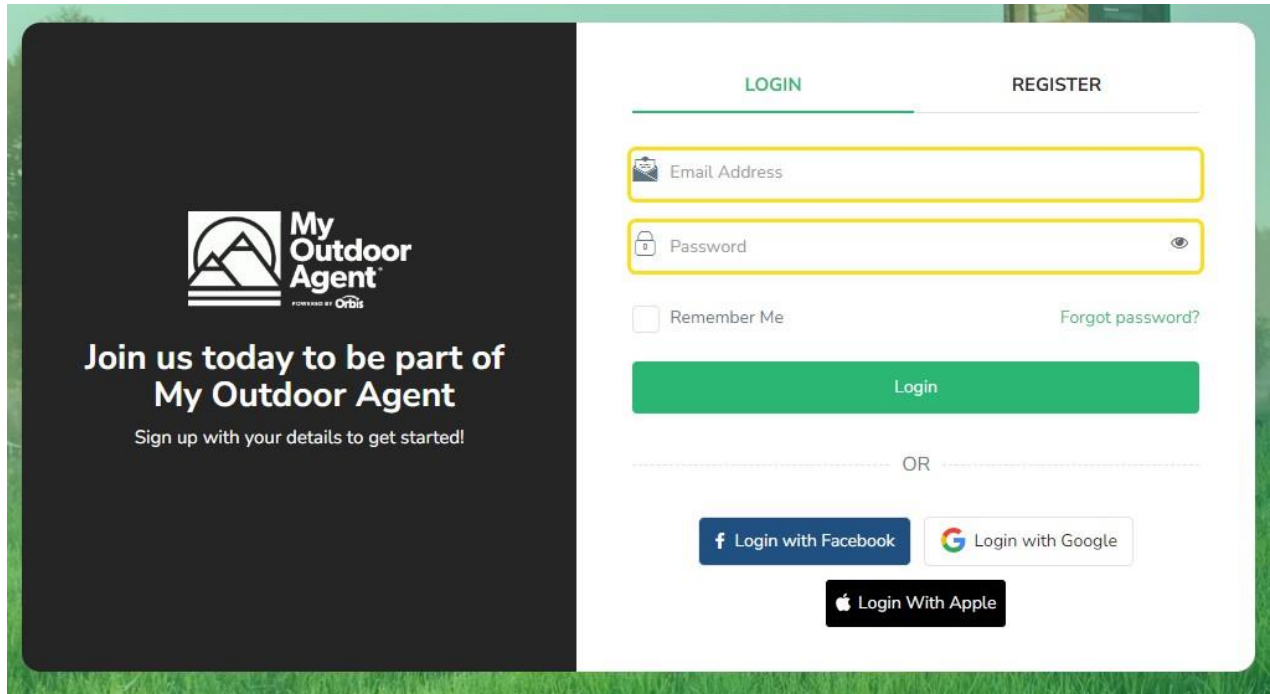 My
Outdoor
Agent®
POWERED BY Orbis
Join us today to be part of
My Outdoor Agent
Sign up with your details to get started!
LOGIN REGISTER
Email Address
Password
Remember Me Forgot password?
Login
OR
f Login with Facebook G Login with Google
Login With Apple